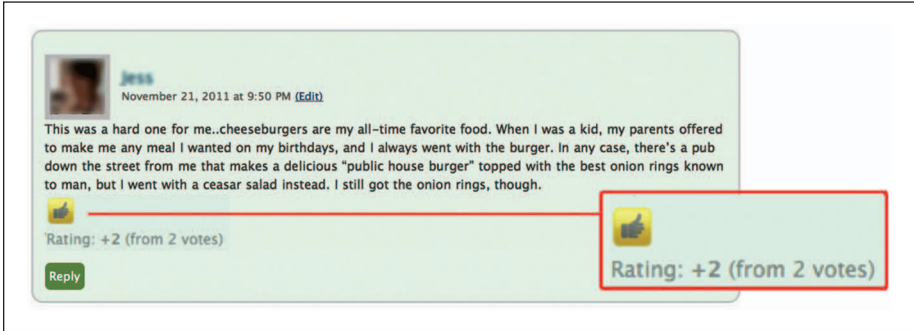 Jess
November 21, 2011 at 9:50 PM (Edit)
This was a hard one for me..cheeseburgers are my all-time favorite food. When I was a kid, my parents offered
to make me any meal I wanted on my birthdays, and I always went with the burger. In any case, there's a pub
down the street from me that makes a delicious “public house burger” topped with the best onion rings known
to man, but I went with a ceasar salad instead. I still got the onion rings, though.
Rating: +2 (from 2 votes)
Rating: +2 (from 2 votes)
Reply